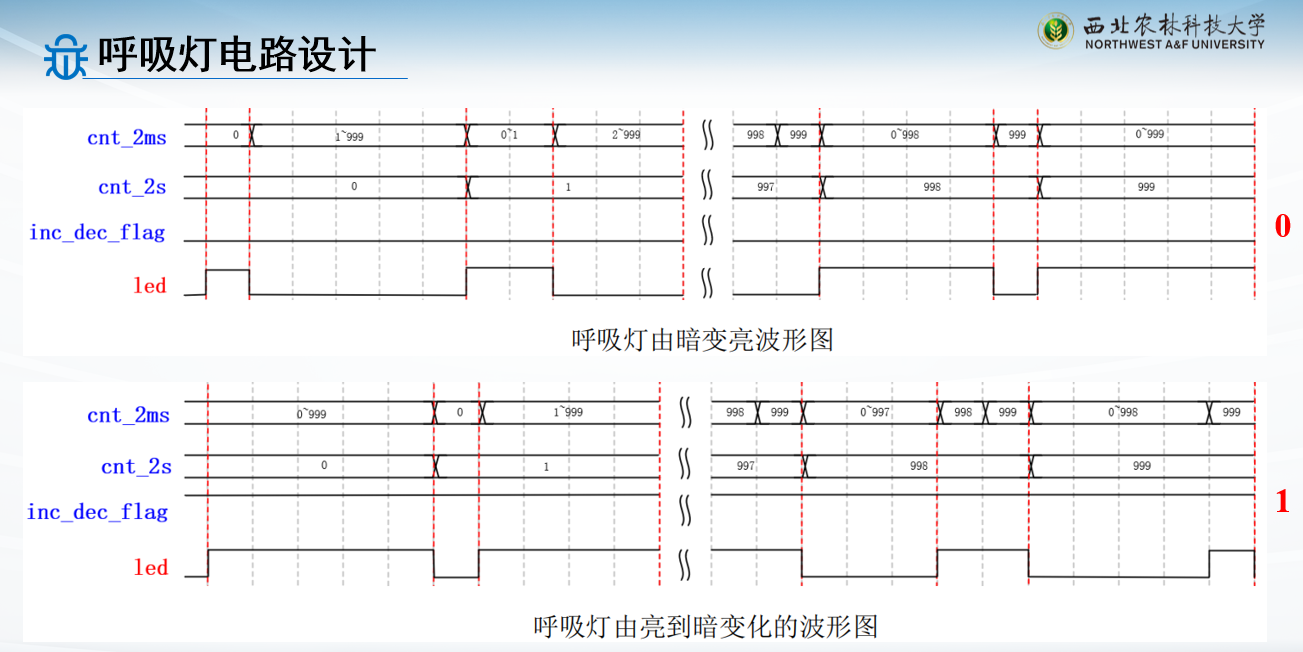 呼吸灯电路设计
西北农林科技大学
NORTHWEST A&F UNIVERSITY
cnt_2ms 0 1~999 0~1 2~999 998 999 0~998 999 0~999
cnt_2s 0 1 997 998 999
inc_dec_flag 0
led
呼吸灯由暗变亮波形图
cnt_2ms 0~999 0 1~999 998 999 0~997 998 999 0~998 999
cnt_2s 0 1 997 998 999
inc_dec_flag 1
led
呼吸灯由亮到暗变化的波形图